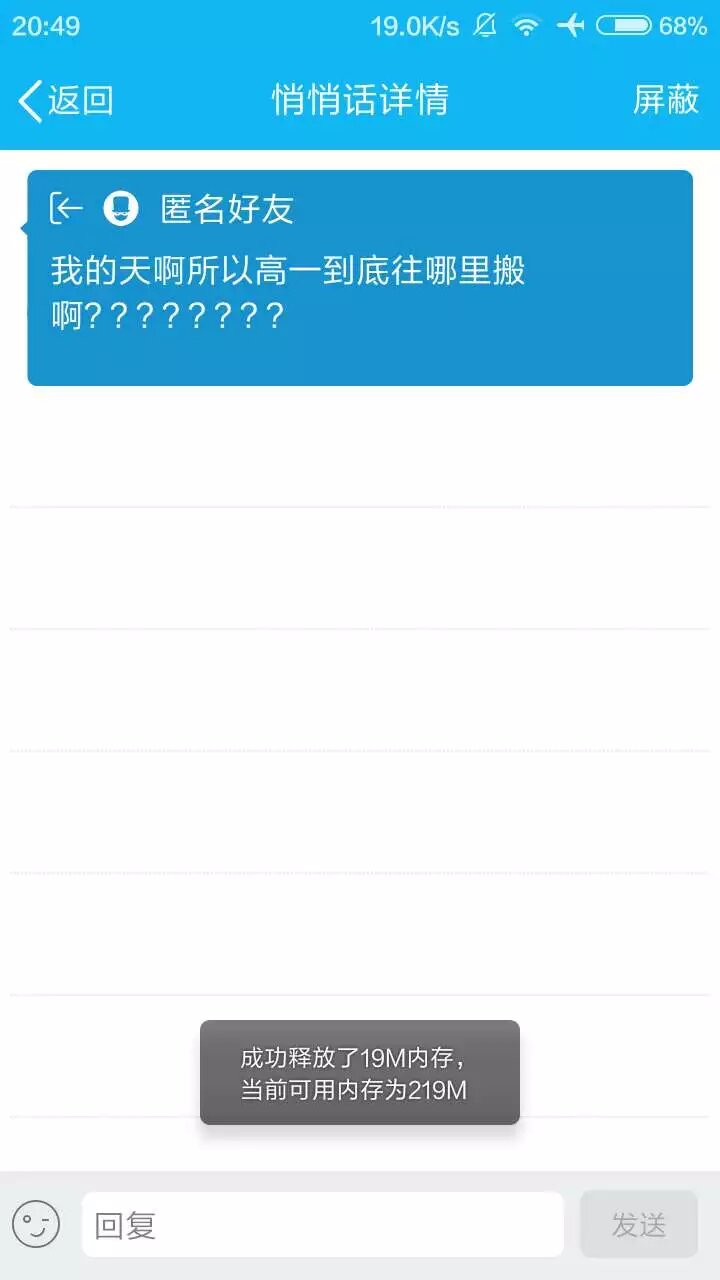 20:49 19.0K/s 68%
返回 悄悄话详情 屏蔽
匿名好友
我的天啊所以高一到底往哪里搬
啊？？？？？？？？
成功释放了19M内存，
当前可用内存为219M
回复 发送